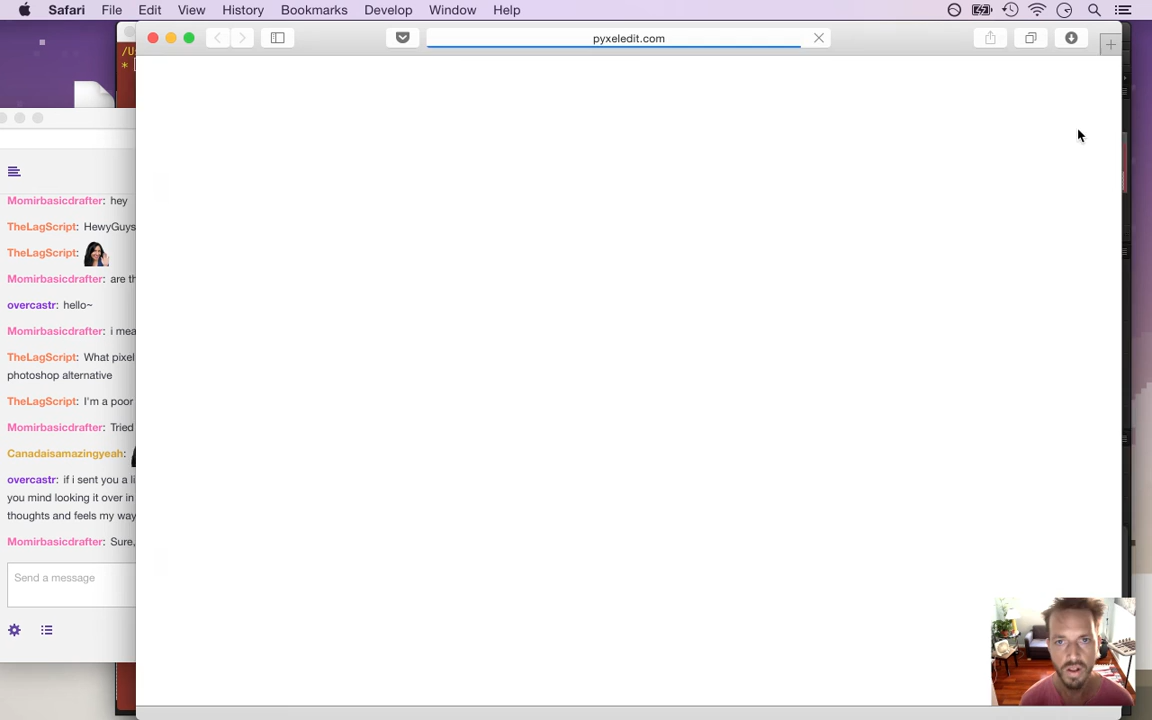 Safari File Edit View History Bookmarks Develop Window Help
pyxeledit.com
Momirbasicdrafter: hey
TheLagScript: HewyGuys
TheLagScript:
Momirbasicdrafter: are th
overcastr: hello~
Momirbasicdrafter: i mea
TheLagScript: What pixel
photoshop alternative
TheLagScript: I'm a poor
Momirbasicdrafter: Tried
Canadaisamazingyeah:
overcastr: if i sent you a li
you mind looking it over in
thoughts and feels my way
Momirbasicdrafter: Sure,
Send a message